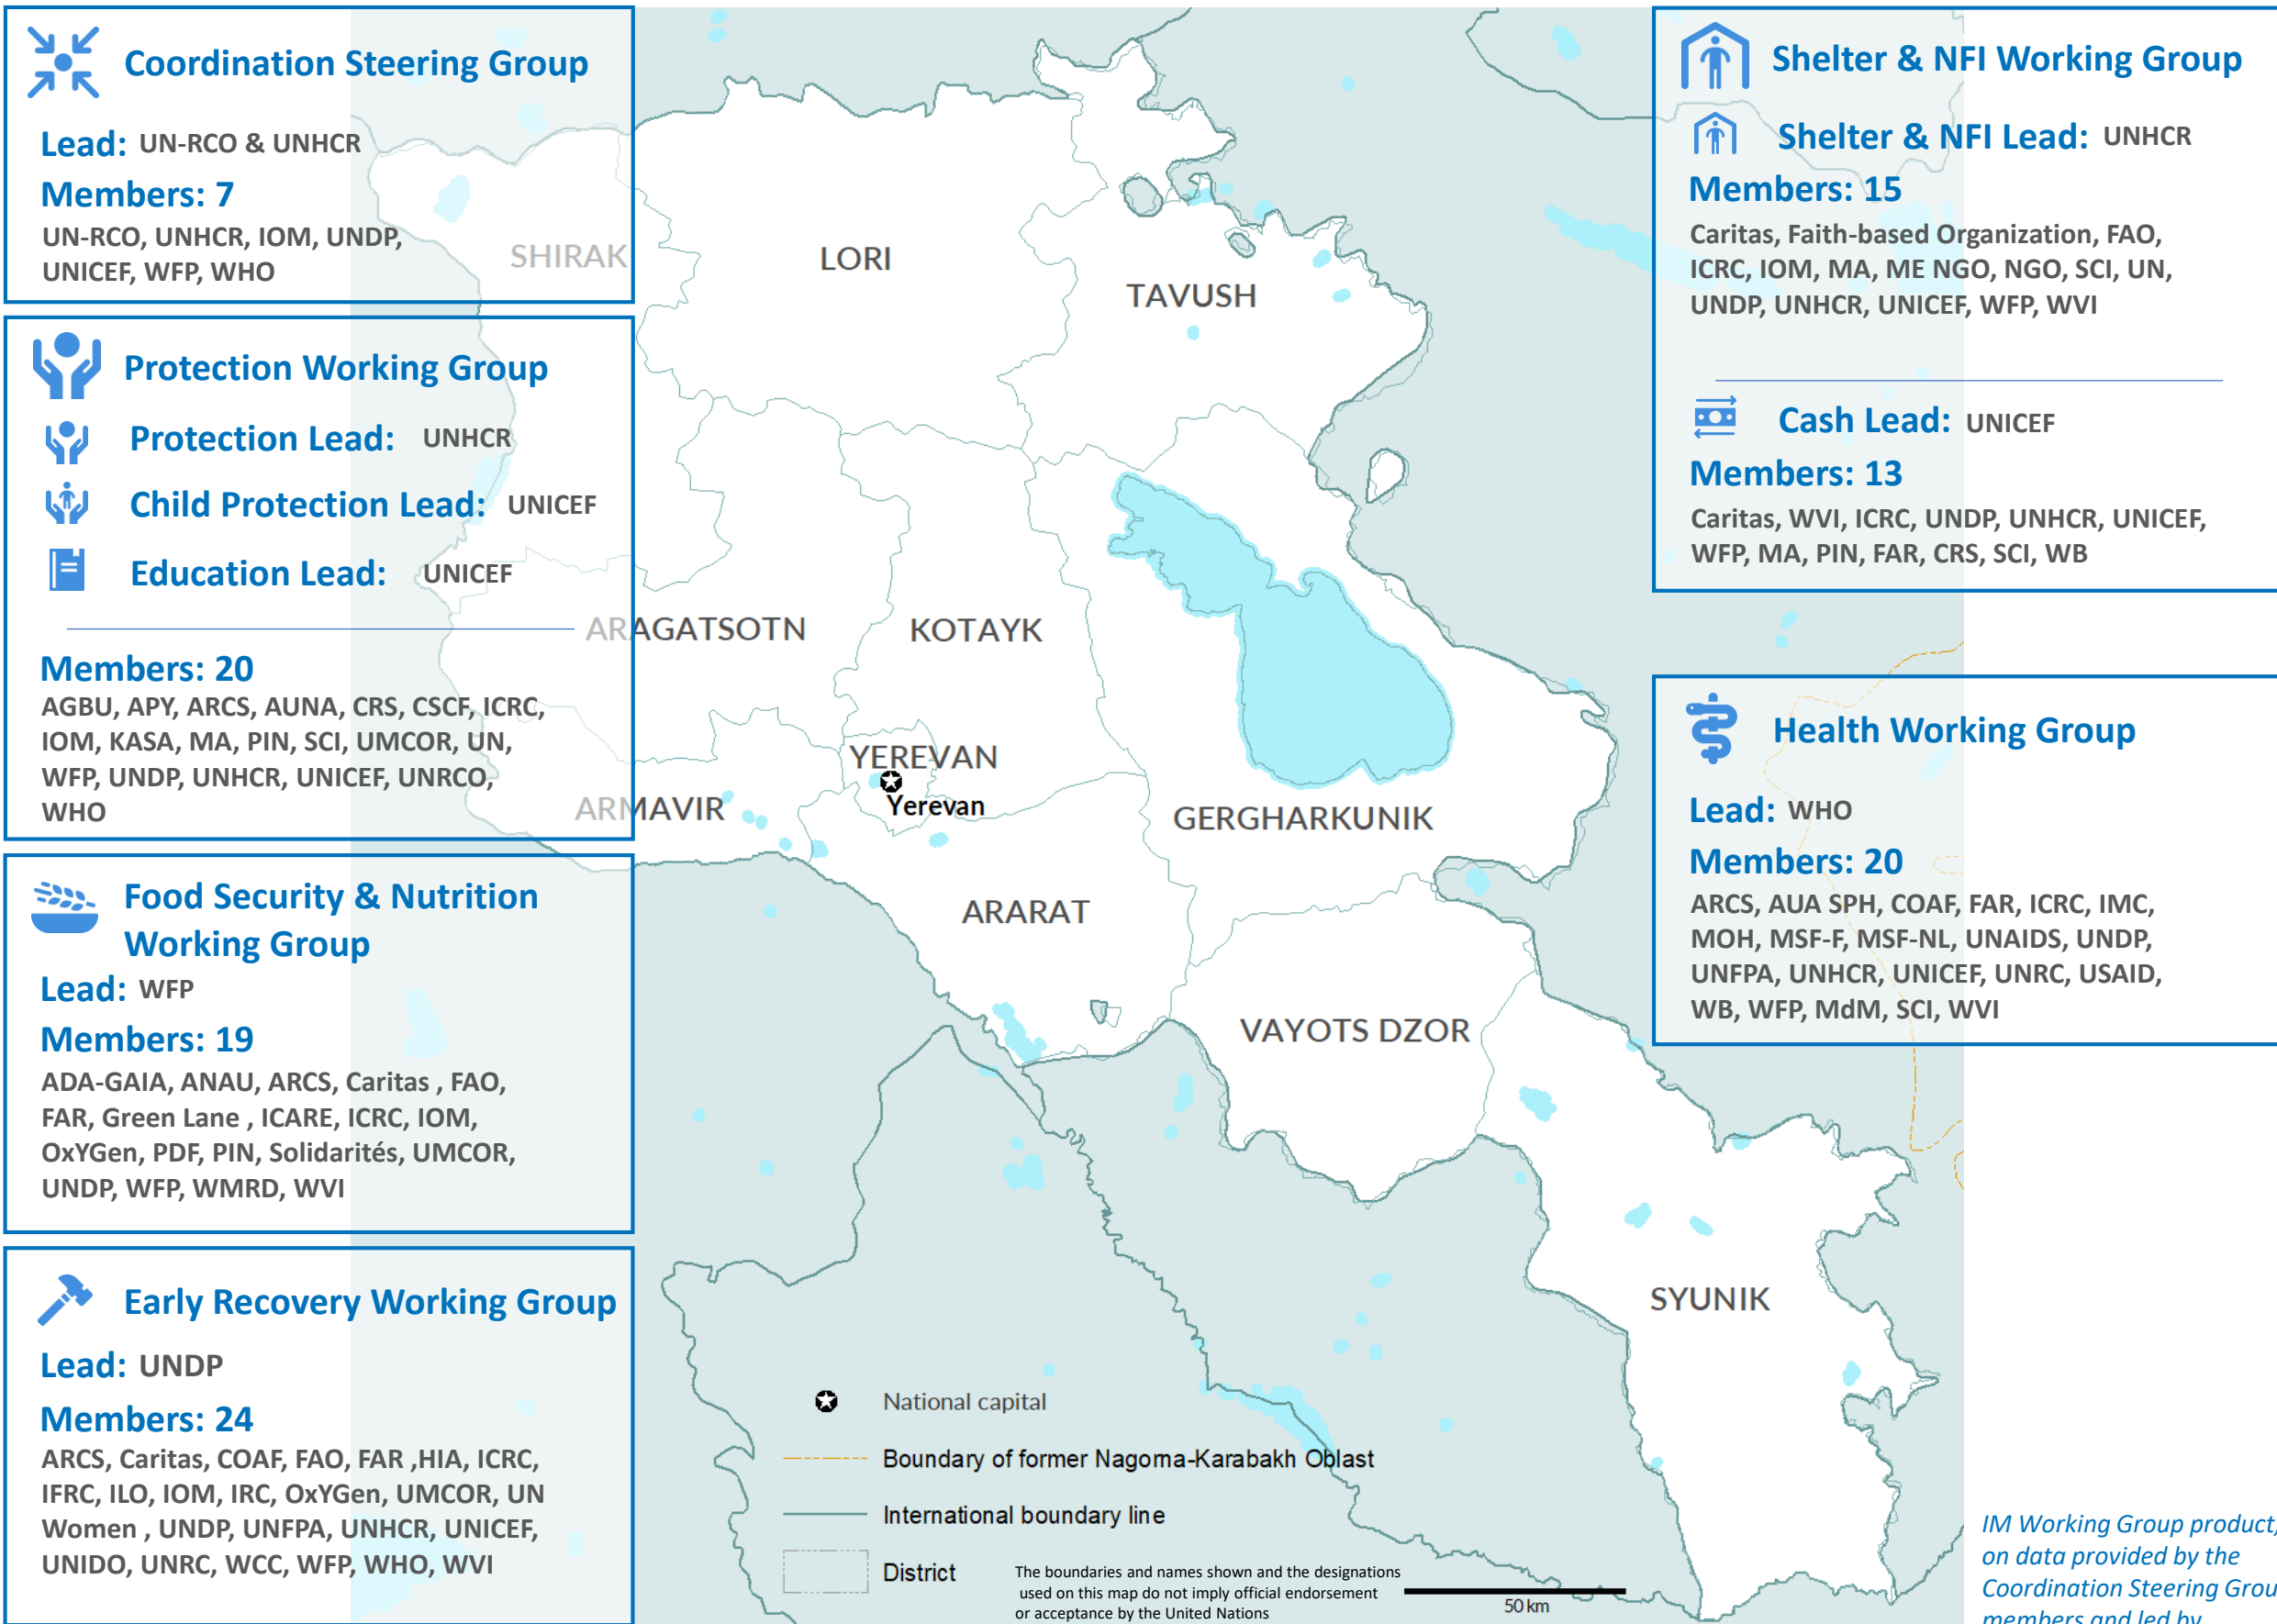 Coordination Steering Group
Lead: UN-RCO & UNHCR
Members: 7
UN-RCO, UNHCR, IOM, UNDP,
UNICEF, WFP, WHO
Protection Working Group
Protection Lead: UNHCR
Child Protection Lead: UNICEF
Education Lead: UNICEF
Members: 20
AGBU, APY, ARCS, AUNA, CRS, CSCF, ICRC,
IOM, KASA, MA, PIN, SCI, UMCOR, UN,
WFP, UNDP, UNHCR, UNICEF, UNRCO,
WHO
Food Security & Nutrition
Working Group
Lead: WFP
Members: 19
ADA-GAIA, ANAU, ARCS, Caritas , FAO,
FAR, Green Lane , ICARE, ICRC, IOM,
OxYGen, PDF, PIN, Solidarités, UMCOR,
UNDP, WFP, WMRD, WVI
Early Recovery Working Group
Lead: UNDP
Members: 24
ARCS, Caritas, COAF, FAO, FAR ,HIA, ICRC,
IFRC, ILO, IOM, IRC, OxYGen, UMCOR, UN
Women , UNDP, UNFPA, UNHCR, UNICEF,
UNIDO, UNRC, WCC, WFP, WHO, WVI
SHIRAK
LORI
TAVUSH
ARAGATSOTN
KOTAYK
YEREVAN
Yerevan
ARMAVIR
GERGHARKUNIK
ARARAT
VAYOTS DZOR
SYUNIK
National capital
Boundary of former Nagorna-Karabakh Oblast
International boundary line
District
The boundaries and names shown and the designations
used on this map do not imply official endorsement
or acceptance by the United Nations
50 km
Shelter & NFI Working Group
Shelter & NFI Lead: UNHCR
Members: 15
Caritas, Faith-based Organization, FAO,
ICRC, IOM, MA, ME NGO, NGO, SCI, UN,
UNDP, UNHCR, UNICEF, WFP, WVI
Cash Lead: UNICEF
Members: 13
Caritas, WVI, ICRC, UNDP, UNHCR, UNICEF,
WFP, MA, PIN, FAR, CRS, SCI, WB
Health Working Group
Lead: WHO
Members: 20
ARCS, AUA SPH, COAF, FAR, ICRC, IMC,
MOH, MSF-F, MSF-NL, UNAIDS, UNDP,
UNFPA, UNHCR, UNICEF, UNRC, USAID,
WB, WFP, MdM, SCI, WVI
IM Working Group product,
on data provided by the
Coordination Steering Grou
members and led by